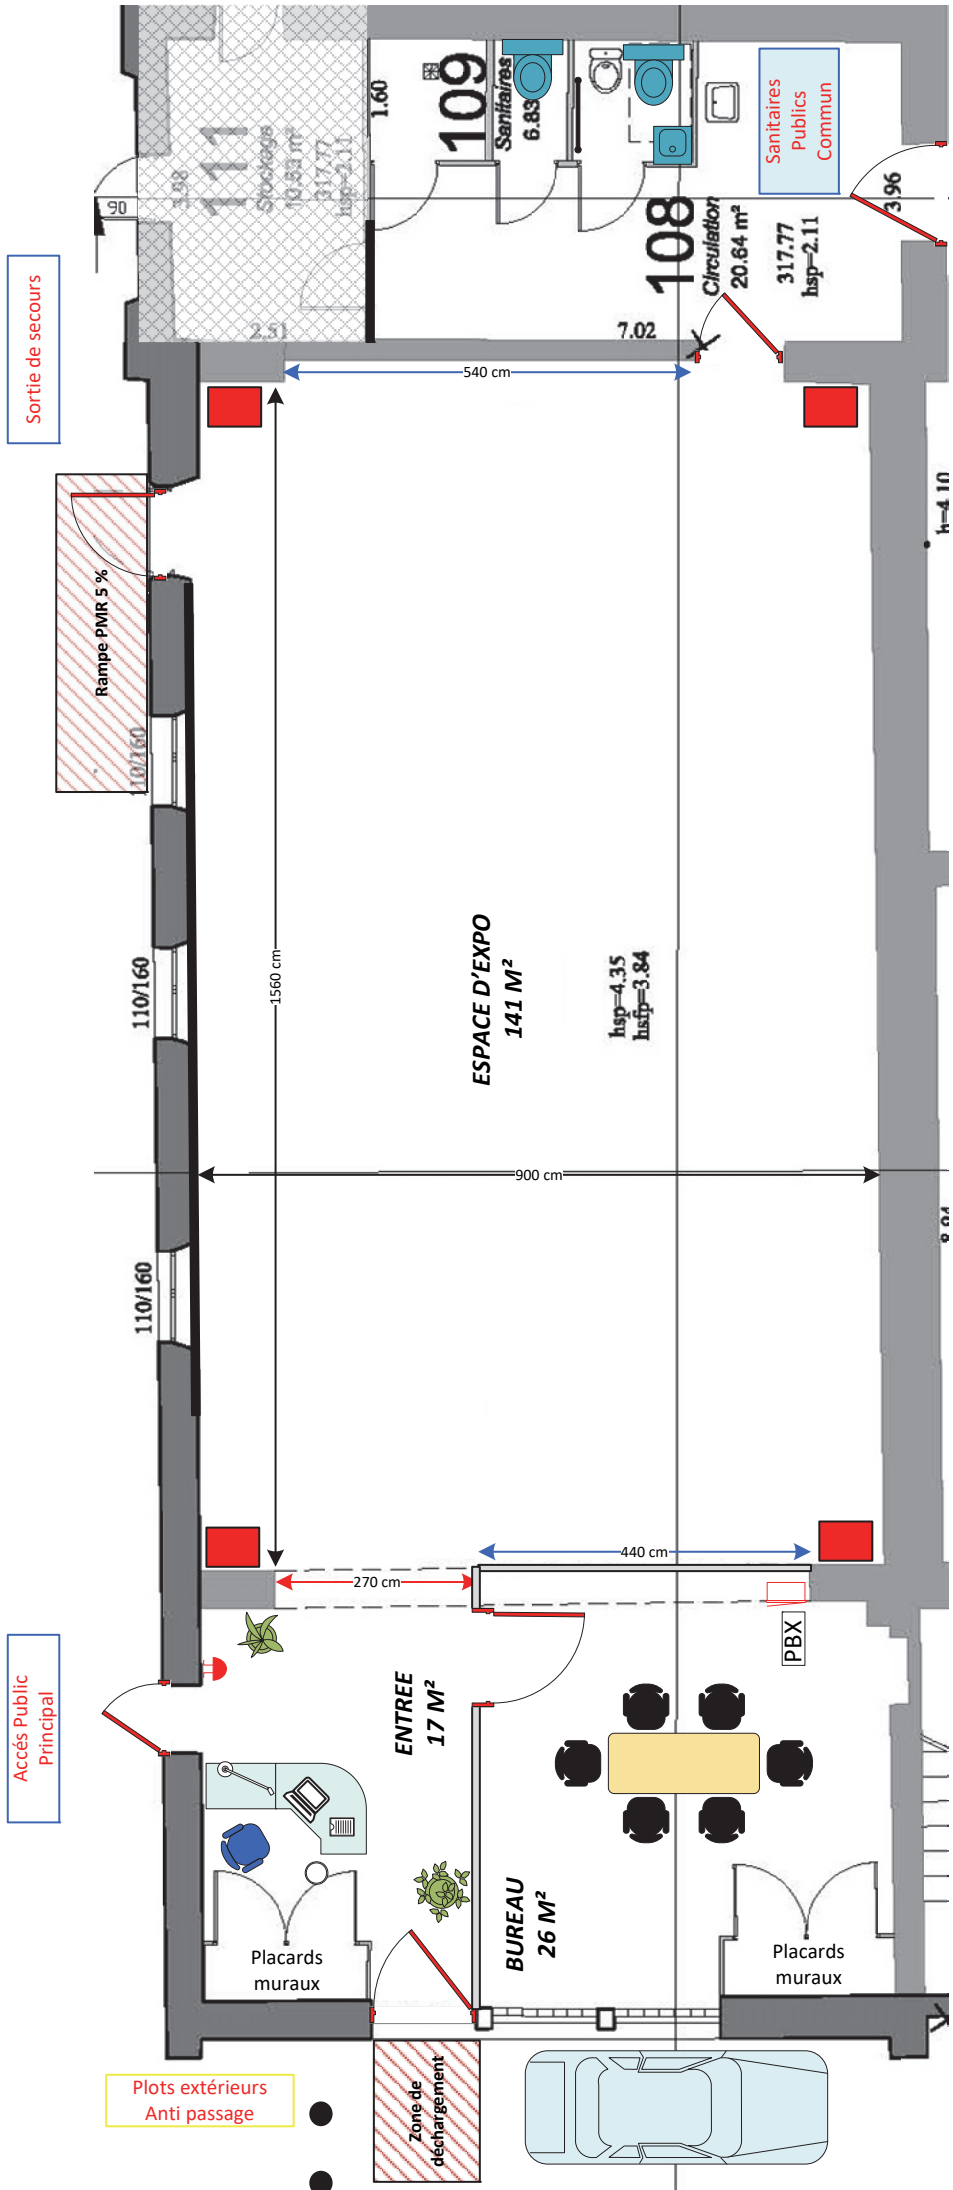 1.60
109
Sanitaires
6.83
Sanitaires
Publics
Commun
111
Stockage
10.53 m²
317.77
hsp=2.11
3.98
90
2.51
108
Circulation
20.64 m²
317.77
hsp=2.11
3.96
7.02
Sortie de secours
540 cm
Rampe PMR 5 %
h=4.10
110/160
1560 cm
ESPACE D'EXPO
141 M²
hsp=4.35
hsfp=3.84
110/160
900 cm
8.94
110/160
440 cm
270 cm
PBX
Accés Public
Principal
ENTREE
17 M²
BUREAU
26 M²
Placards
muraux
Placards
muraux
Plots extérieurs
Anti passage
Zone de
déchargement